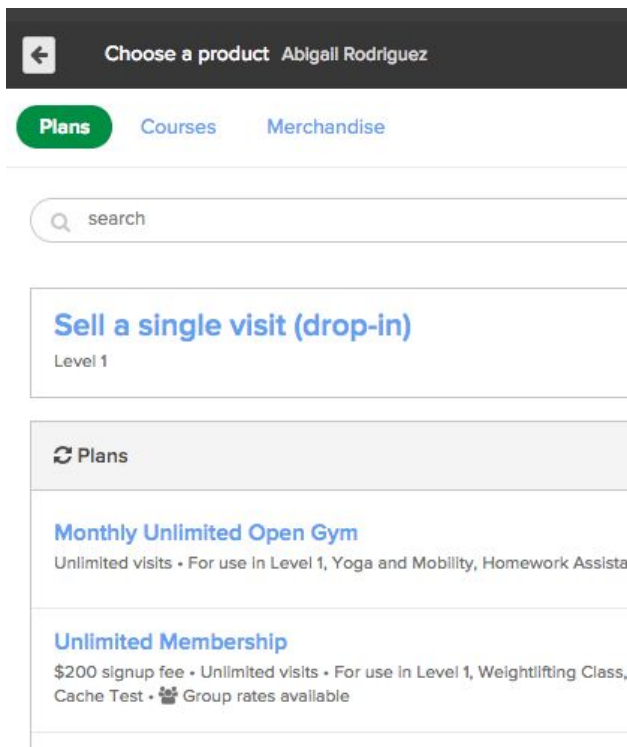 Choose a product Abigail Rodriguez
Plans Courses Merchandise
search
Sell a single visit (drop-in)
Level 1
Plans
Monthly Unlimited Open Gym
Unlimited visits • For use in Level 1, Yoga and Mobility, Homework Assista
Unlimited Membership
$200 signup fee • Unlimited visits • For use in Level 1, Weightlifting Class,
Cache Test • Group rates available